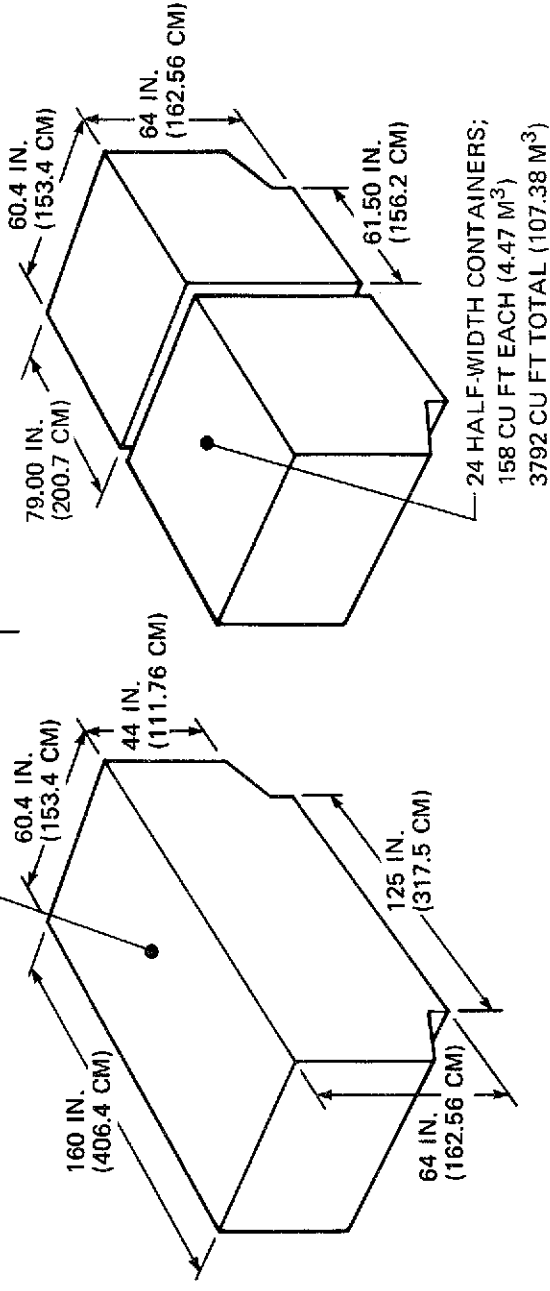 60.4 IN.
(153.4 CM)
160 IN.
(406.4 CM)
44 IN.
(111.76 CM)
64 IN.
(162.56 CM)
125 IN.
(317.5 CM)
60.4 IN.
(153.4 CM)
79.00 IN.
(200.7 CM)
64 IN.
(162.56 CM)
61.50 IN.
(156.2 CM)
24 HALF-WIDTH CONTAINERS;
158 CU FT EACH (4.47 M³)
3792 CU FT TOTAL (107.38 M³)